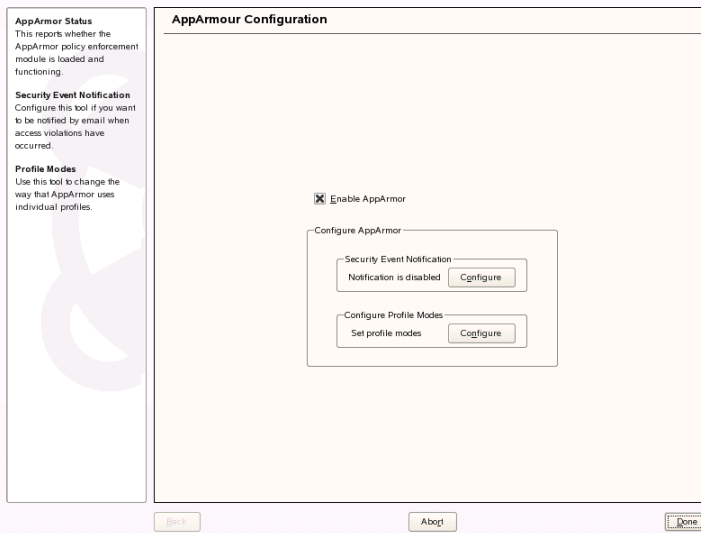 AppArmor Status
This reports whether the
AppArmor policy enforcement
module is loaded and
functioning.
Security Event Notification
Configure this tool if you want
to be notified by email when
access violations have
occurred.
Profile Modes
Use this tool to change the
way that AppArmor uses
individual profiles.
AppArmour Configuration
Enable AppArmor
Configure AppArmor
Security Event Notification
Notification is disabled Configure
Configure Profile Modes
Set profile modes Configure
Back Abort Done